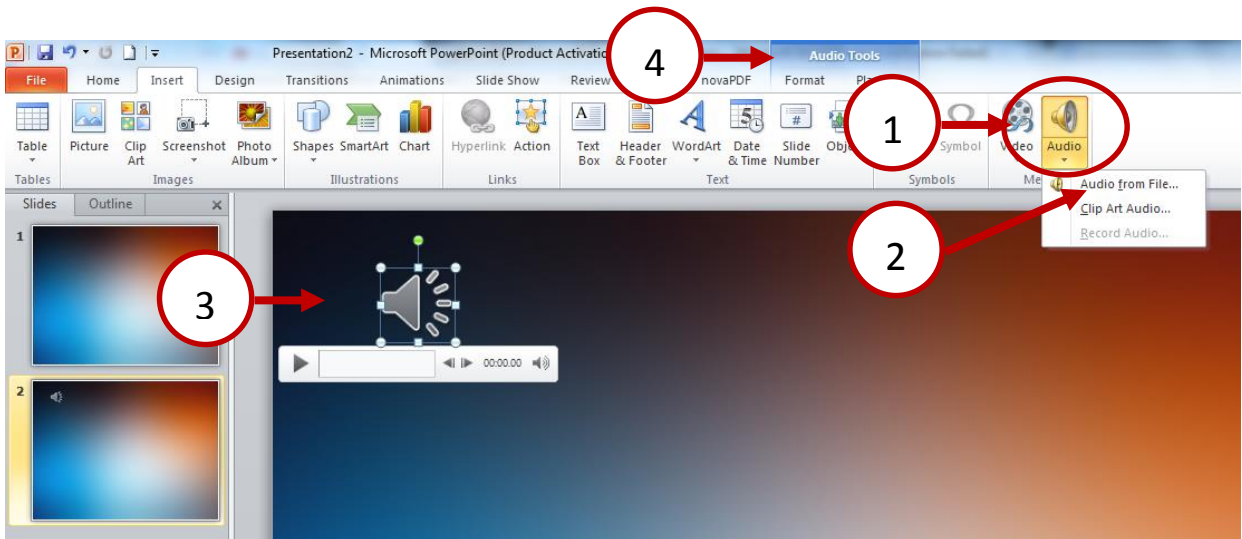 Presentation2 - Microsoft PowerPoint (Product Activatio
4
Audio Tools
File Home Insert Design Transitions Animations Slide Show Review novaPDF Format
1
Table Picture Clip Art Screenshot Photo Album Shapes SmartArt Chart Hyperlink Action Text Box Header & Footer WordArt Date & Time Slide Number Symbol Video Audio
Tables Images Illustrations Links Text Symbols
Audio from File...
Clip Art Audio...
Record Audio...
Slides Outline
1
2
3
00:00.00
2